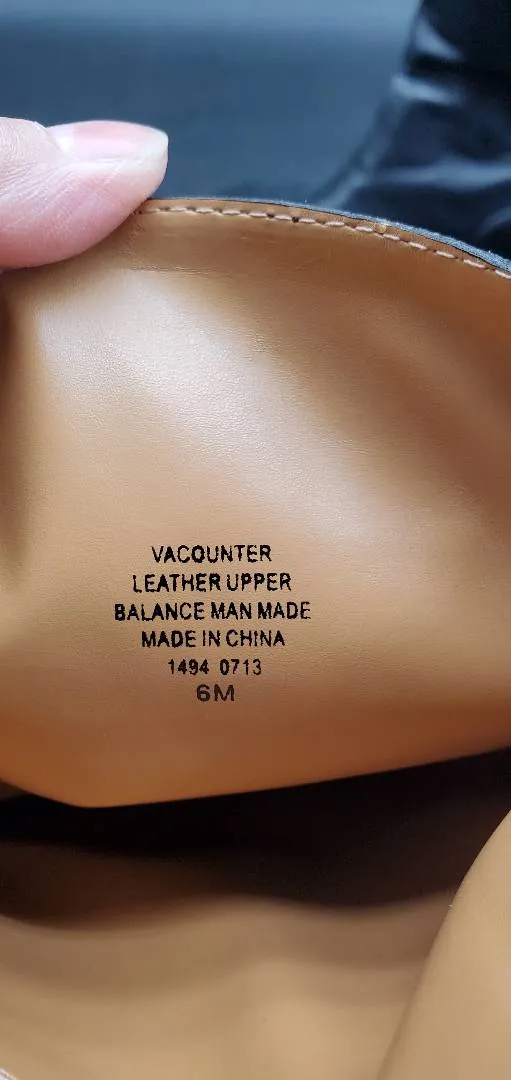 VACOUNTER
LEATHER UPPER
BALANCE MAN MADE
MADE IN CHINA
1494 0713
6M